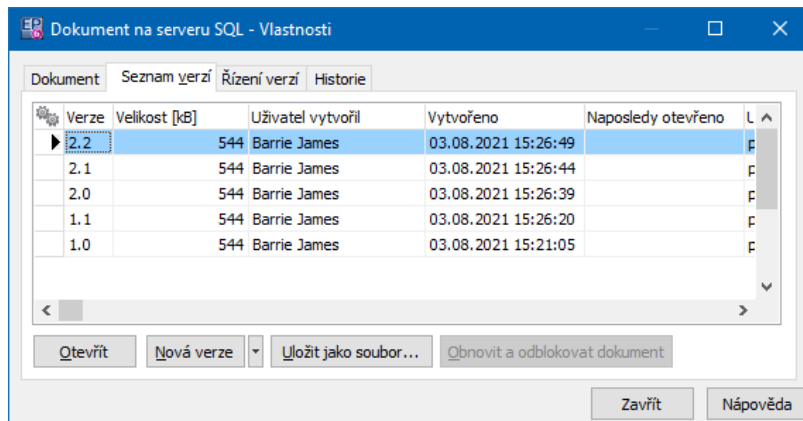 Dokument na serveru SQL - Vlastnosti
Dokument Seznam verzí Řízení verzí Historie
Verze Velikost [kB] Uživatel vytvořil Vytvořeno Naposledy otevřeno
2.2 544 Barrie James 03.08.2021 15:26:49
2.1 544 Barrie James 03.08.2021 15:26:44
2.0 544 Barrie James 03.08.2021 15:26:39
1.1 544 Barrie James 03.08.2021 15:26:20
1.0 544 Barrie James 03.08.2021 15:21:05
Otevřít Nová verze Uložit jako soubor... Obnovit a odblokovat dokument
Zavřít Nápověda